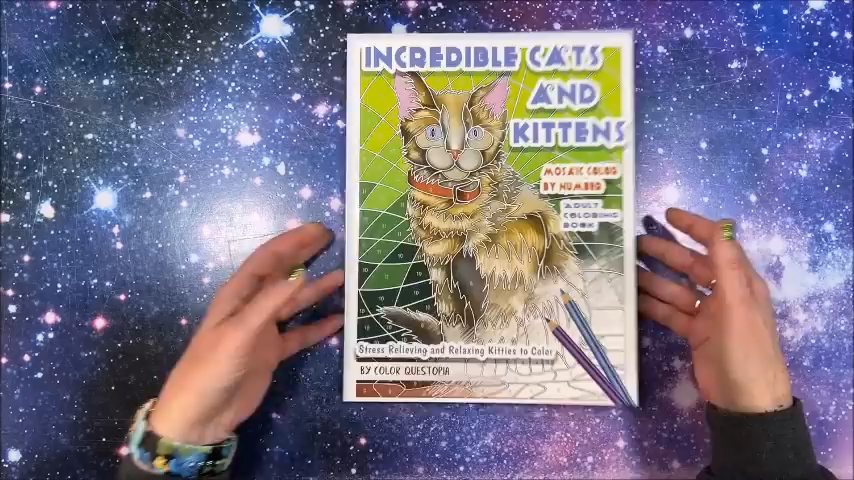 INCREDIBLE CATS
AND
KITTENS
MOSAIC COLOR
BY NUMBER
ADULT
COLORING
BOOK
Stress Relieving and Relaxing Kitties to Color
BY COLOR QUESTOPIA